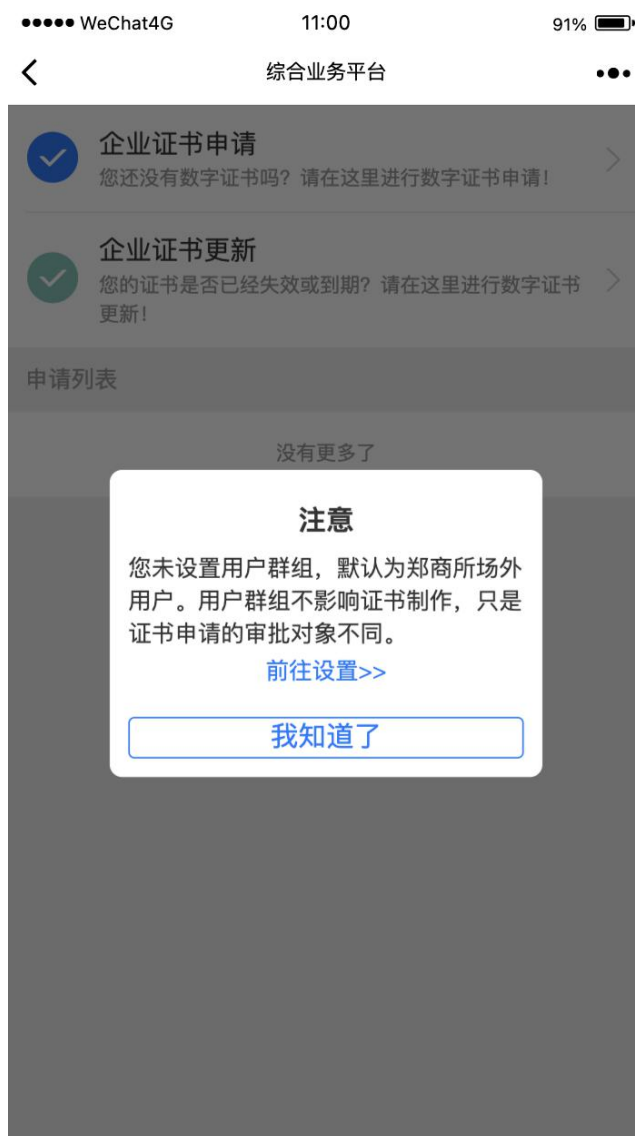 WeChat4G 11:00 91%
综合业务平台
企业证书申请
您还没有数字证书吗？请在这里进行数字证书申请！
企业证书更新
您的证书是否已经失效或到期？请在这里进行数字证书
更新！
申请列表
没有更多了
注意
您未设置用户群组，默认为郑商所场外
用户。用户群组不影响证书制作，只是
证书申请的审批对象不同。
前往设置>>
我知道了